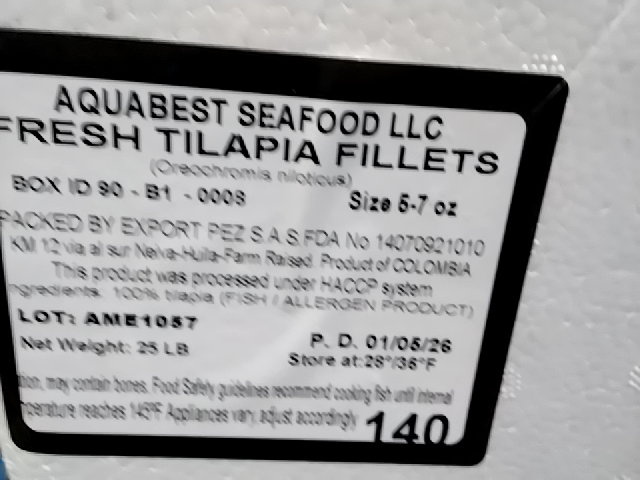 AQUABEST SEAFOOD LLC
FRESH TILAPIA FILLETS
(Oreochromis niloticus)
BOX ID 90 - B1 - 0008
Size 5-7 oz
PACKED BY EXPORT PEZ S.A.S. FDA No 14070921010
KM 12 via al sur Neiva-Huila-Farm Raised. Product of COLOMBIA
This product was processed under HACCP system
ngredients: 100% tilapia (FISH / ALLERGEN PRODUCT)
LOT: AME1057
P. D. 01/05/26
Net Weight: 25 LB
Store at:28°/36°F
may contain bones. Food Safety guidelines recommend cooking fish until internal
perature reaches 145°F Appliances vary, adjust accordingly
140